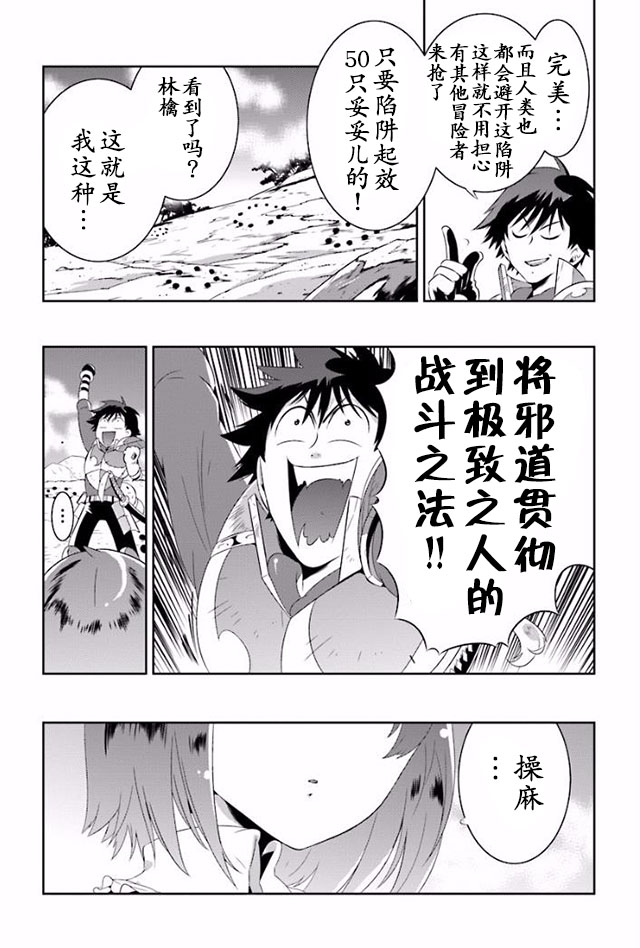 完美…
而且人类也
都会避开这陷阱
这样就不用担心
有其他冒险者
来抢了
只要陷阱起效
50只妥妥儿的！
看到了吗？
林檎
这就是
我这种…
将邪道贯彻
到极致之人的
战斗之法!!
…
操麻
…